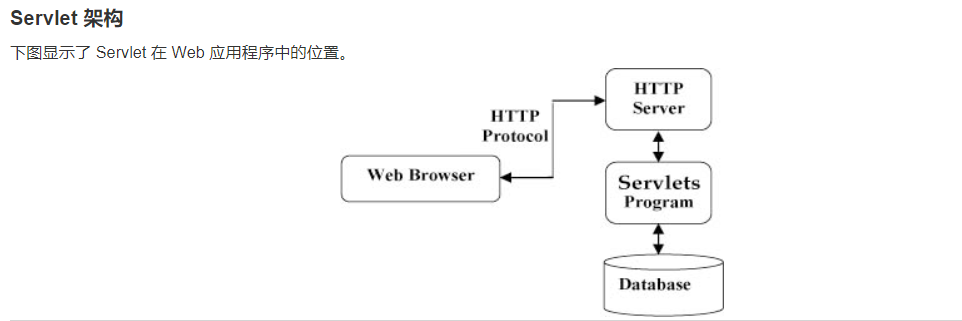 Servlet 架构
下图显示了 Servlet 在 Web 应用程序中的位置。
HTTP
Server
HTTP
Protocol
Web Browser
Servlets
Program
Database